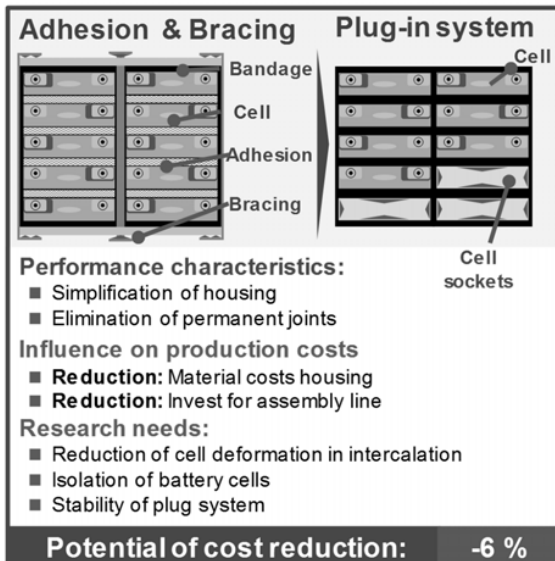 Adhesion & Bracing
Plug-in system
Bandage
Cell
Adhesion
Bracing
Cell
Cell
sockets
Performance characteristics:
■ Simplification of housing
■ Elimination of permanent joints
Influence on production costs
■ Reduction: Material costs housing
■ Reduction: Invest for assembly line
Research needs:
■ Reduction of cell deformation in intercalation
■ Isolation of battery cells
■ Stability of plug system
Potential of cost reduction: -6 %